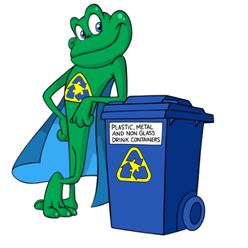 PLASTIC, METAL
AND NON GLASS
DRINK CONTAINERS